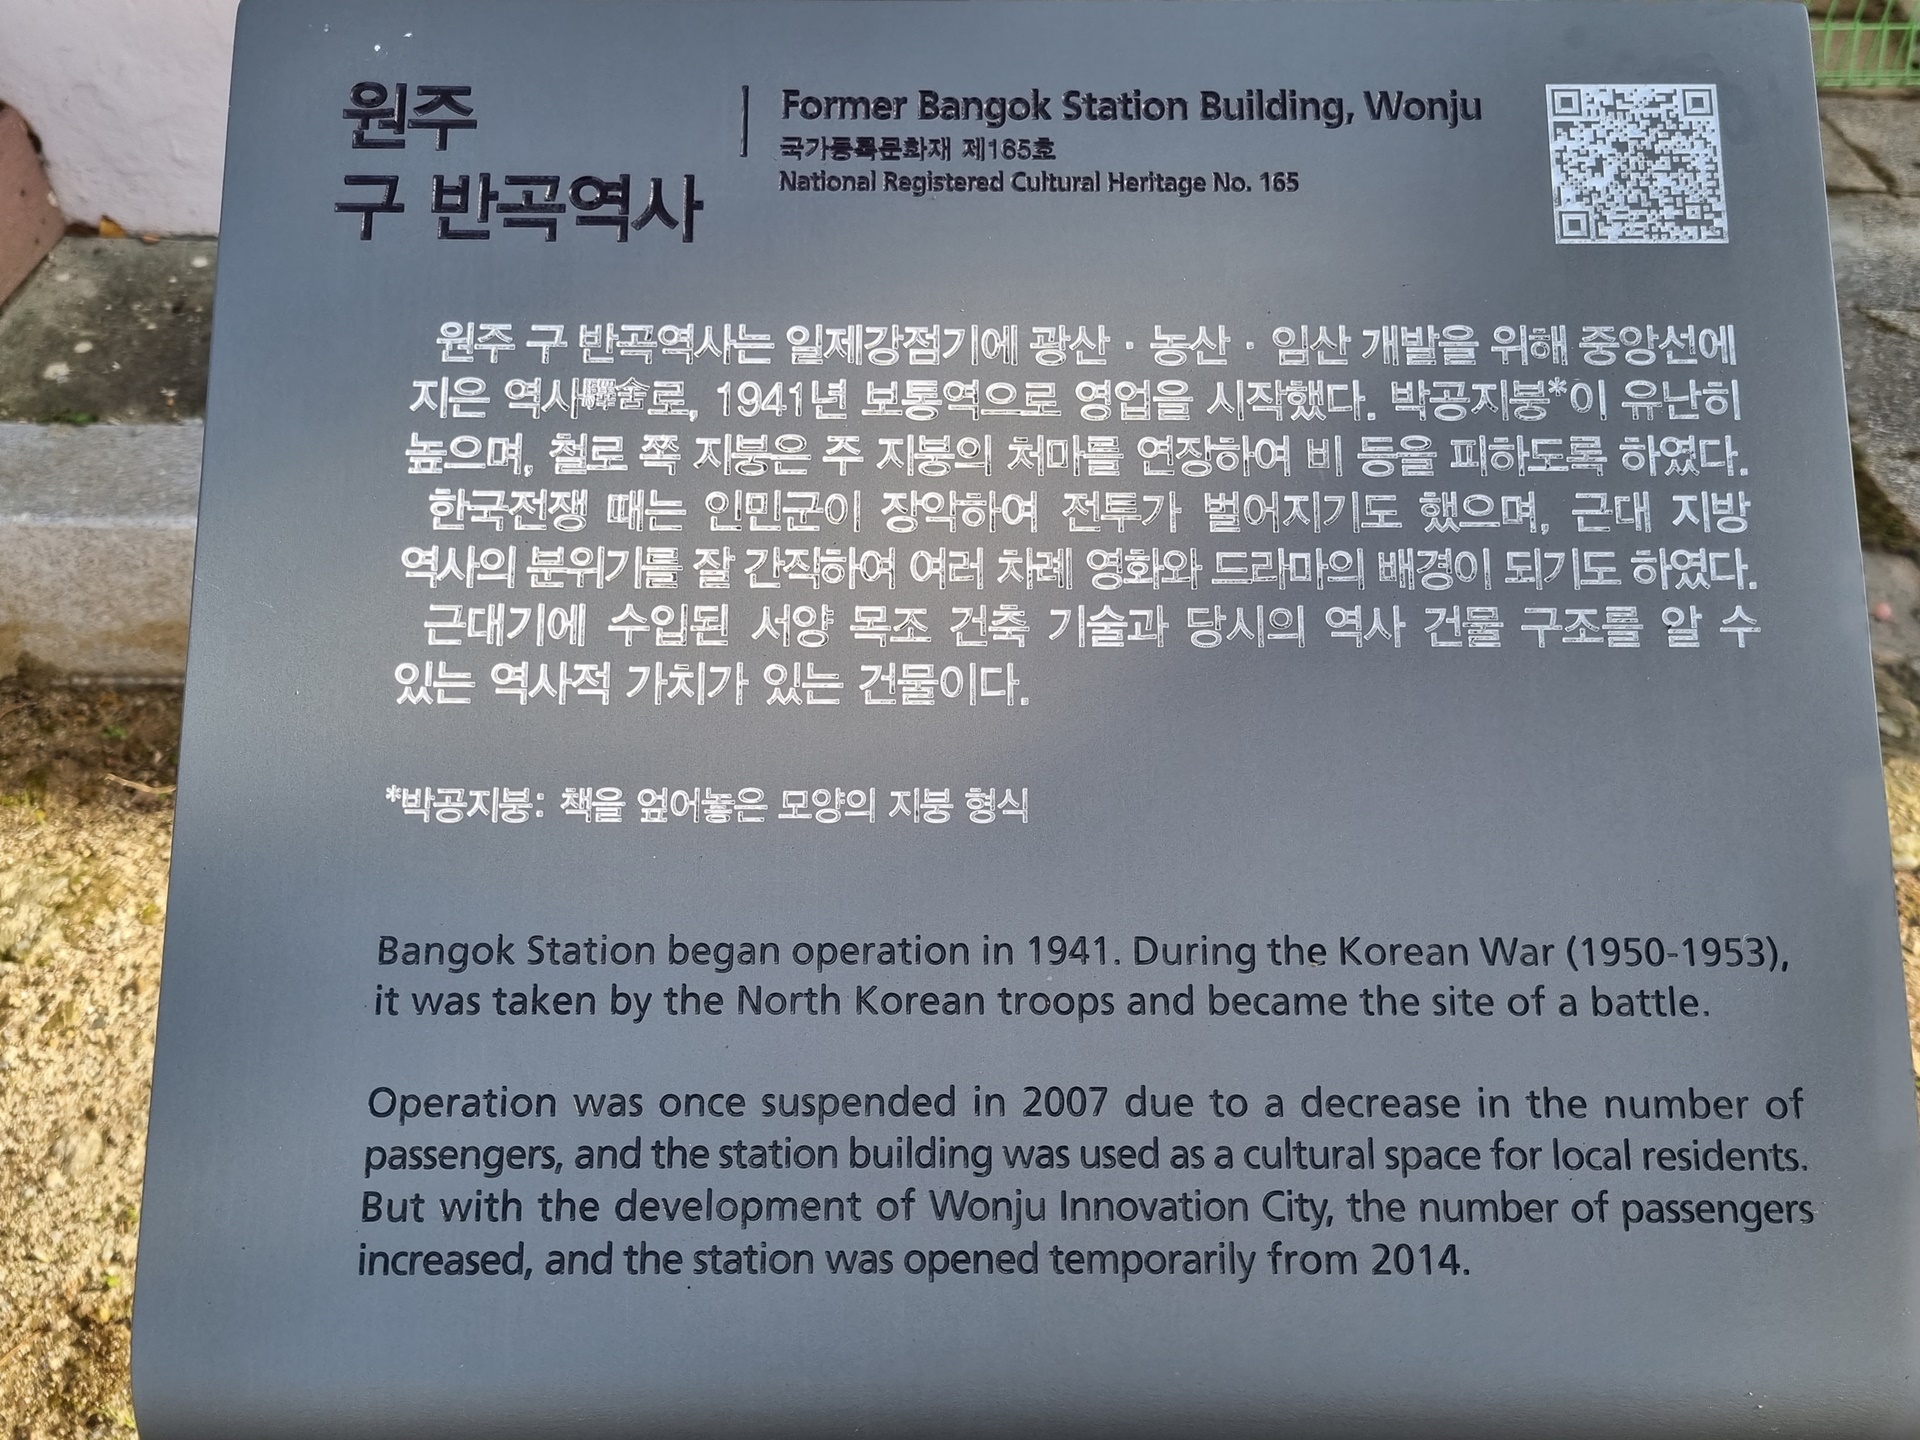 원주
구 반곡역사
Former Bangok Station Building, Wonju
국가등록문화재 제165호
National Registered Cultural Heritage No. 165
원주 구 반곡역사는 일제강점기에 광산 · 농산 · 임산 개발을 위해 중앙선에
지은 역사驛舍로, 1941년 보통역으로 영업을 시작했다. 박공지붕*이 유난히
높으며, 철로 쪽 지붕은 주 지붕의 처마를 연장하여 비 등을 피하도록 하였다.
한국전쟁 때는 인민군이 장악하여 전투가 벌어지기도 했으며, 근대 지방
역사의 분위기를 잘 간직하여 여러 차례 영화와 드라마의 배경이 되기도 하였다.
근대기에 수입된 서양 목조 건축 기술과 당시의 역사 건물 구조를 알 수
있는 역사적 가치가 있는 건물이다.
*박공지붕: 책을 엎어놓은 모양의 지붕 형식
Bangok Station began operation in 1941. During the Korean War (1950-1953),
it was taken by the North Korean troops and became the site of a battle.
Operation was once suspended in 2007 due to a decrease in the number of
passengers, and the station building was used as a cultural space for local residents.
But with the development of Wonju Innovation City, the number of passengers
increased, and the station was opened temporarily from 2014.